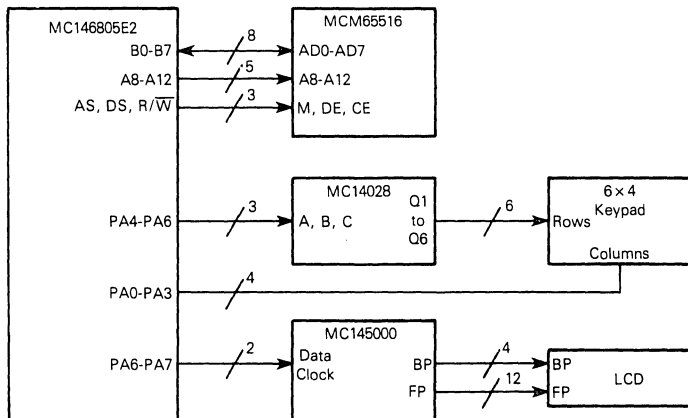 MC146805E2
B0-B7
A8-A12
AS, DS, R/W̅
PA4-PA6
PA0-PA3
PA6-PA7
8
5
3
MCM65516
AD0-AD7
A8-A12
M, DE, CE
3
MC14028
A, B, C
Q1
to
Q6
6
6 × 4
Keypad
Rows
Columns
4
2
MC145000
Data
Clock
BP
FP
4
12
BP
FP
LCD